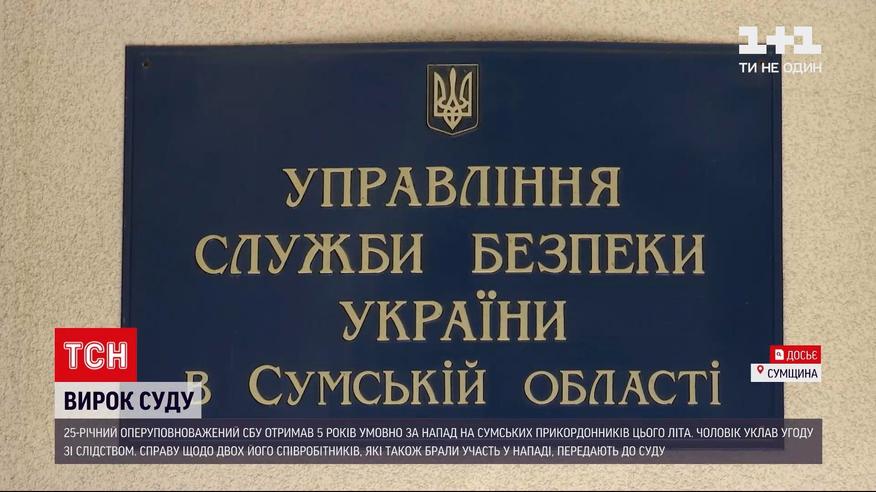 1+1
ТИ НЕ ОДИН
УПРАВЛІННЯ
СЛУЖБИ БЕЗПЕКИ
УКРАЇНИ
В СУМСЬКІЙ ОБЛАСТІ
ТСН
ДОСЬЄ
СУМЩИНА
ВИРОК СУДУ
25-РІЧНИЙ ОПЕРУПОВНОВАЖЕНИЙ СБУ ОТРИМАВ 5 РОКІВ УМОВНО ЗА НАПАД НА СУМСЬКИХ ПРИКОРДОННИКІВ ЦЬОГО ЛІТА. ЧОЛОВІК УКЛАВ УГОДУ
ЗІ СЛІДСТВОМ. СПРАВУ ЩОДО ДВОХ ЙОГО СПІВРОБІТНИКІВ, ЯКІ ТАКОЖ БРАЛИ УЧАСТЬ У НАПАДІ, ПЕРЕДАЮТЬ ДО СУДУ